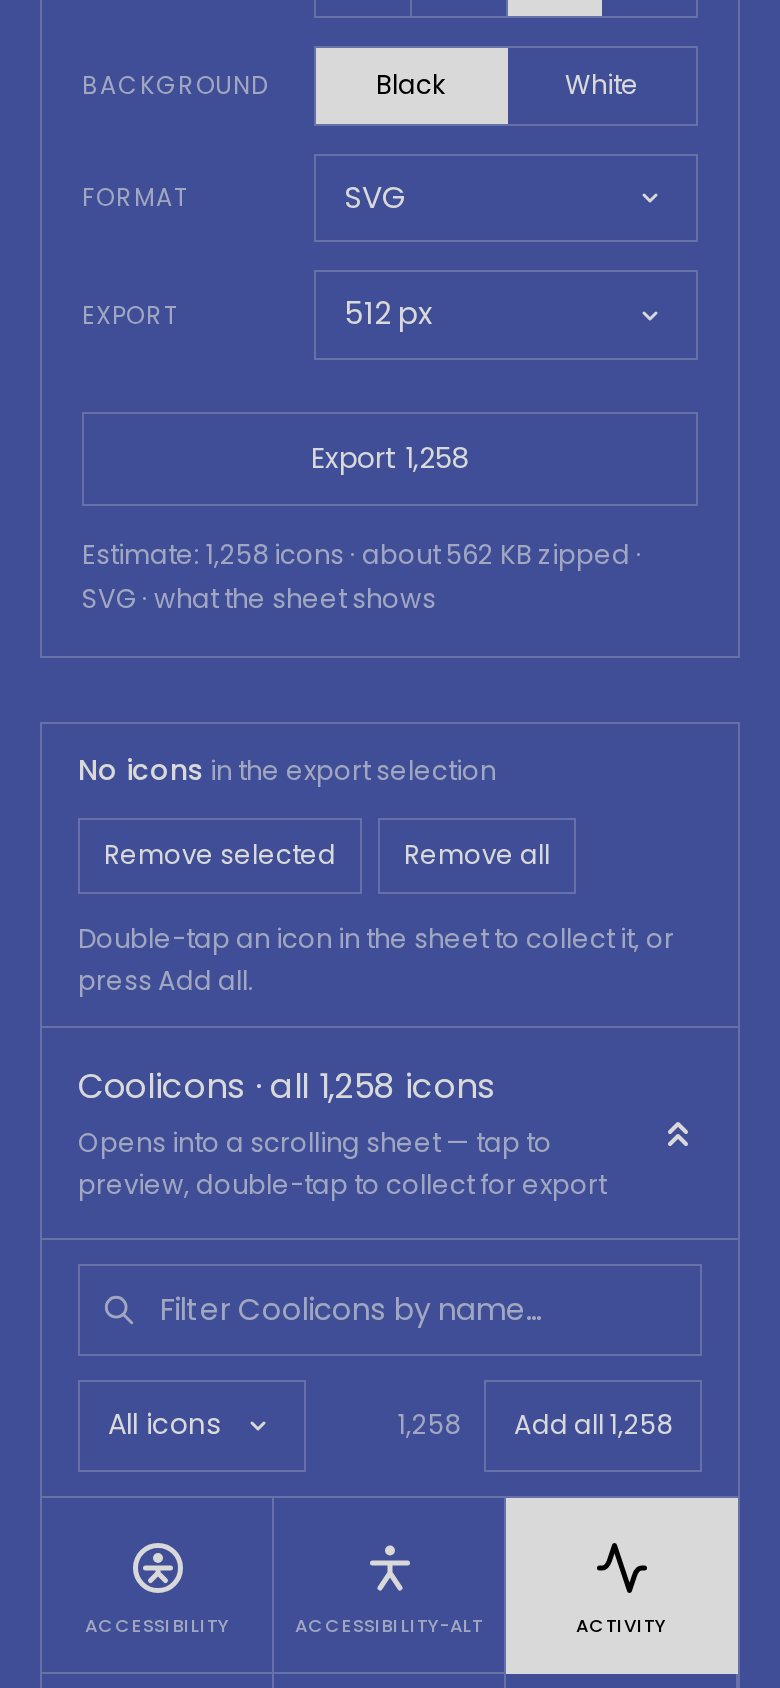 BACKGROUND
Black
White
FORMAT
SVG
EXPORT
512 px
Export 1,258
Estimate: 1,258 icons · about 562 KB zipped ·
SVG · what the sheet shows
No icons in the export selection
Remove selected
Remove all
Double-tap an icon in the sheet to collect it, or
press Add all.
Coolicons · all 1,258 icons
Opens into a scrolling sheet — tap to
preview, double-tap to collect for export
Filter Coolicons by name...
All icons
1,258
Add all 1,258
ACCESSIBILITY
ACCESSIBILITY-ALT
ACTIVITY